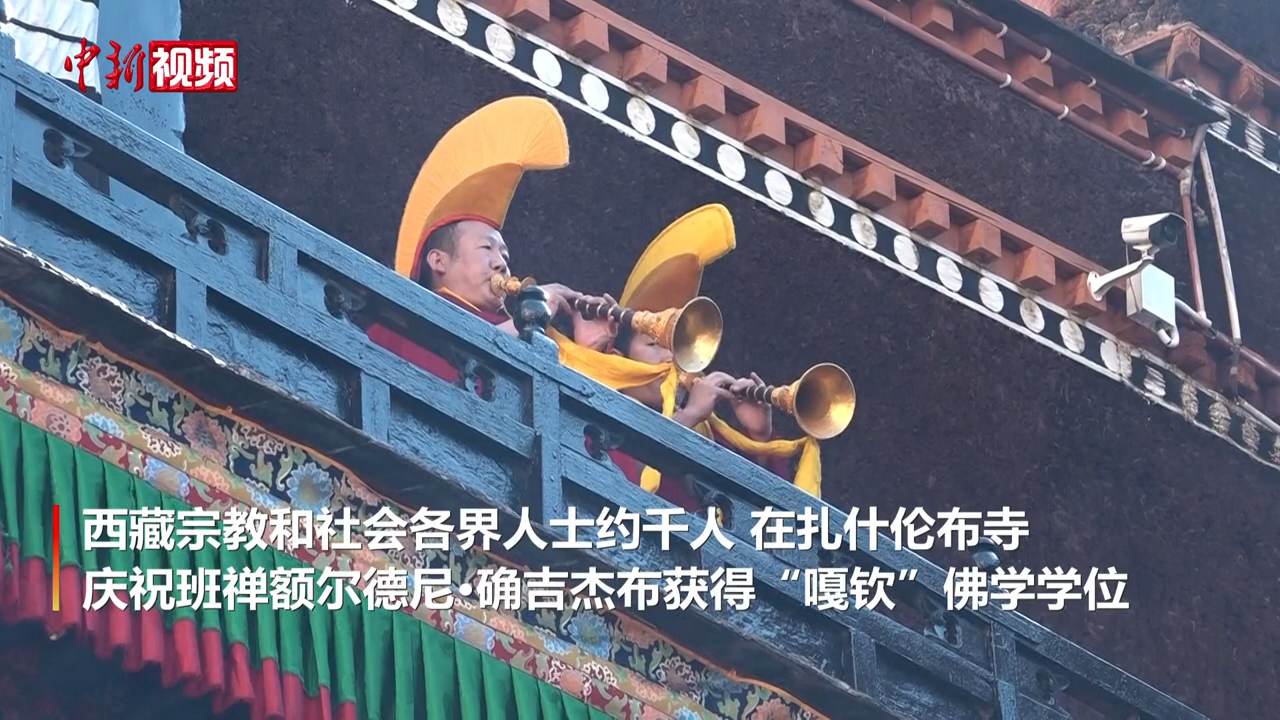 中新视频
西藏宗教和社会各界人士约千人 在扎什伦布寺
庆祝班禅额尔德尼·确吉杰布获得“嘎钦”佛学学位